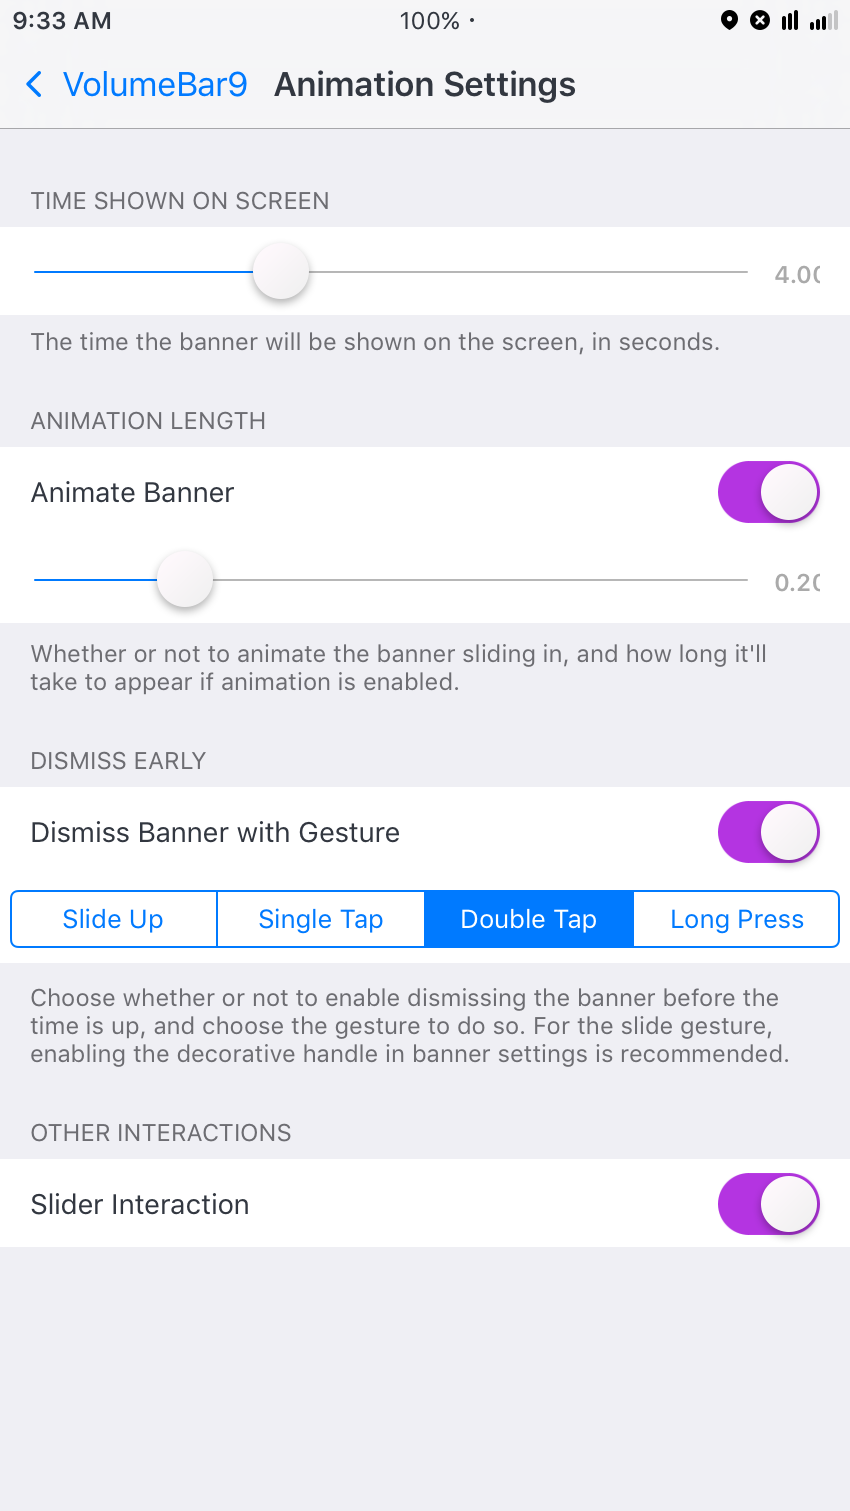 9:33 AM
100%
VolumeBar9
Animation Settings
TIME SHOWN ON SCREEN
4.00
The time the banner will be shown on the screen, in seconds.
ANIMATION LENGTH
Animate Banner
0.20
Whether or not to animate the banner sliding in, and how long it'll
take to appear if animation is enabled.
DISMISS EARLY
Dismiss Banner with Gesture
Slide Up
Single Tap
Double Tap
Long Press
Choose whether or not to enable dismissing the banner before the
time is up, and choose the gesture to do so. For the slide gesture,
enabling the decorative handle in banner settings is recommended.
OTHER INTERACTIONS
Slider Interaction